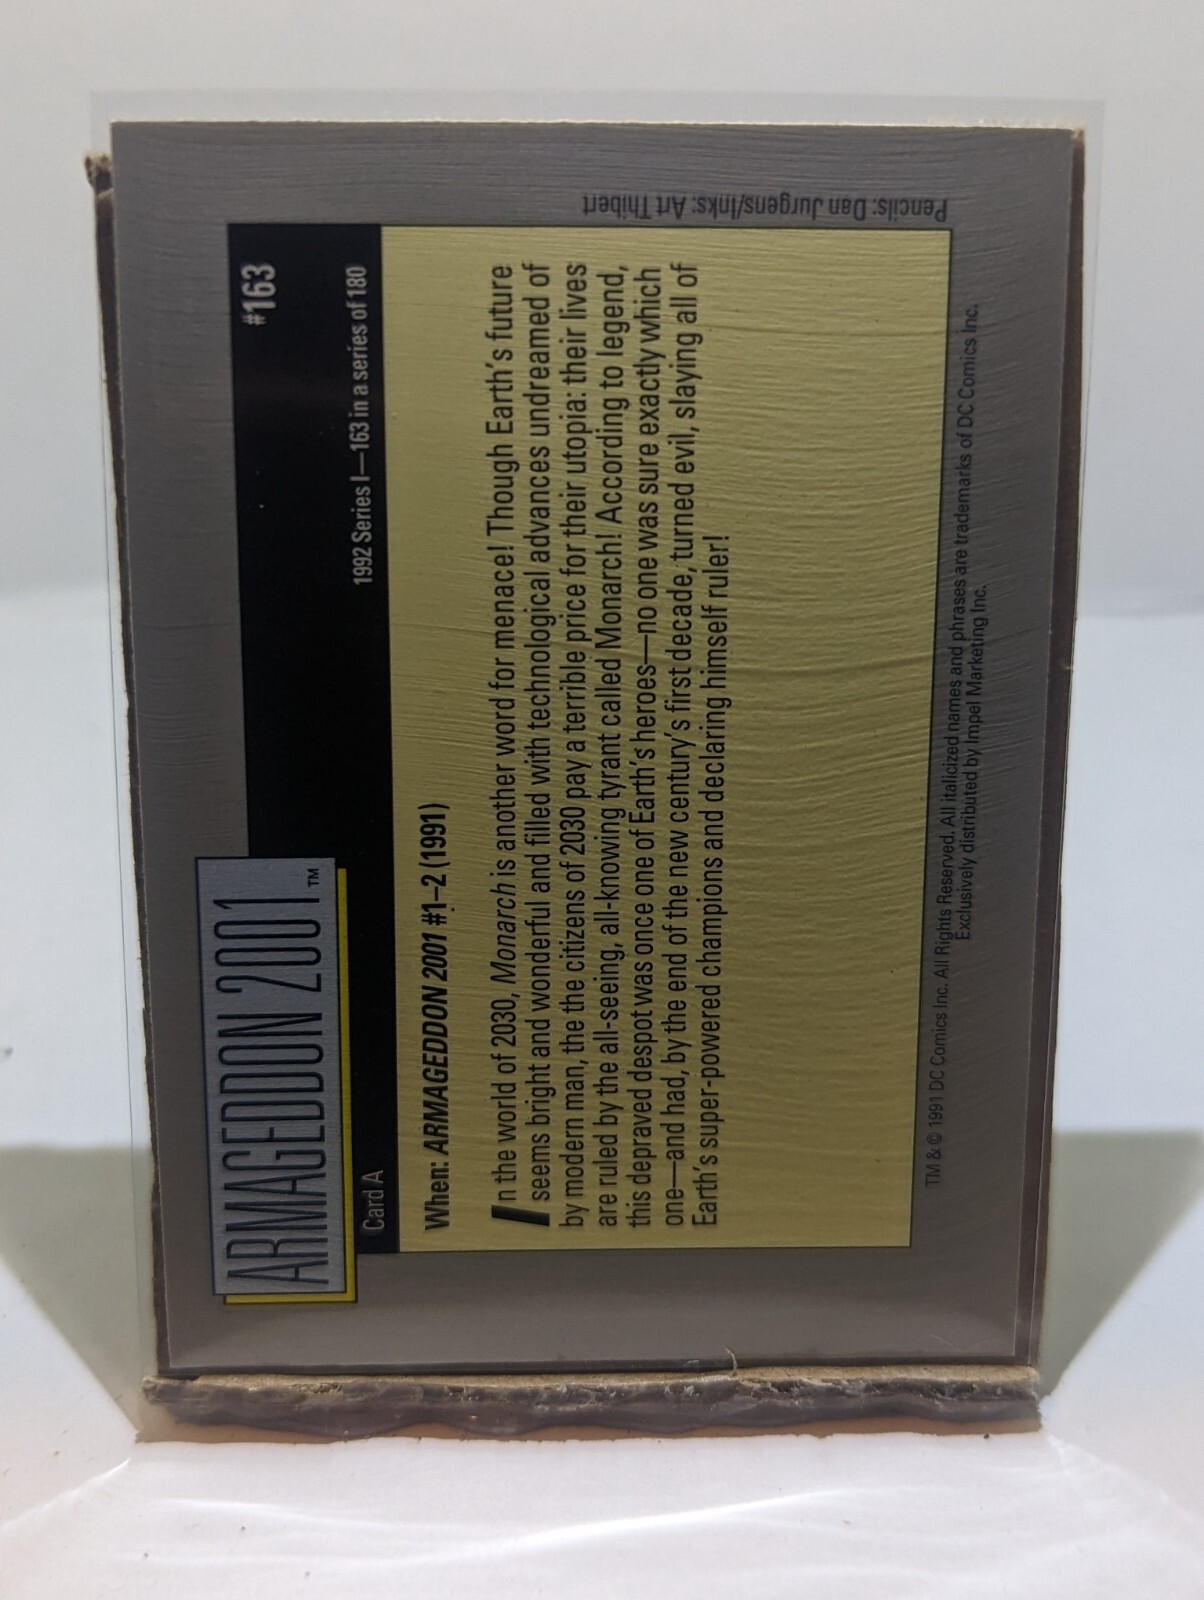 ARMAGEDDON 2001 ™
#163
Card A
1992 Series I—163 in a series of 180
When: ARMAGEDDON 2001 #1–2 (1991)
In the world of 2030, Monarch is another word for menace! Though Earth's future
seems bright and wonderful and filled with technological advances undreamed of
by modern man, the the citizens of 2030 pay a terrible price for their utopia: their lives
are ruled by the all-seeing, all-knowing tyrant called Monarch! According to legend,
this depraved despot was once one of Earth's heroes—no one was sure exactly which
one—and had, by the end of the new century's first decade, turned evil, slaying all of
Earth's super-powered champions and declaring himself ruler!
Pencils: Dan Jurgens/Inks: Art Thibert
TM & © 1991 DC Comics Inc. All Rights Reserved. All italicized names and phrases are trademarks of DC Comics Inc.
Exclusively distributed by Impel Marketing Inc.